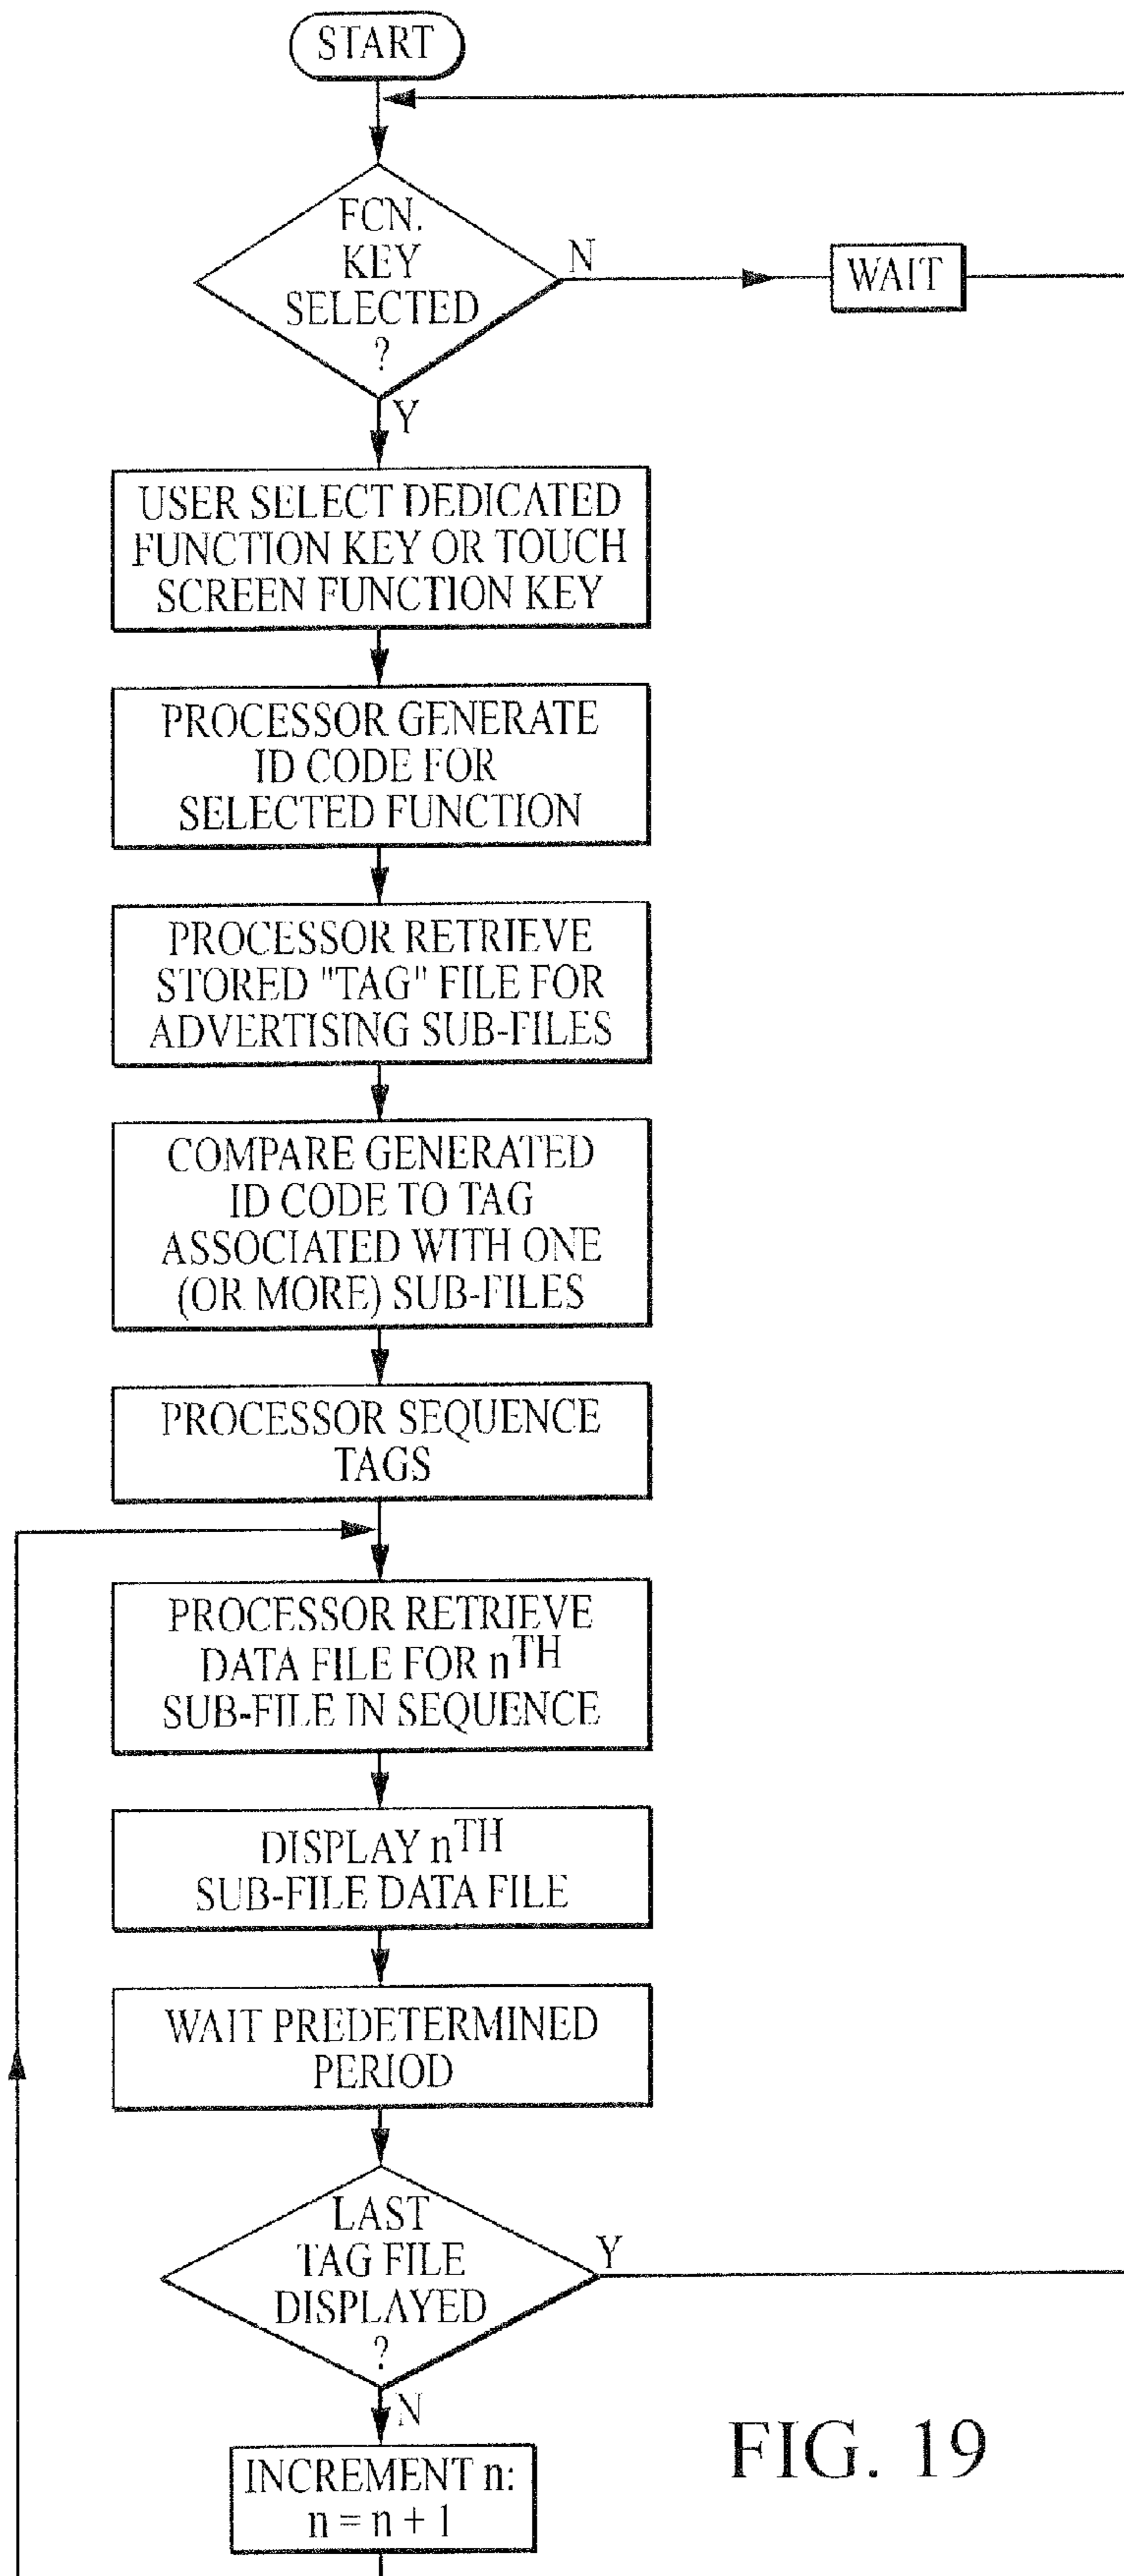 START
FCN.
KEY
SELECTED
?
N
WAIT
Y
USER SELECT DEDICATED
FUNCTION KEY OR TOUCH
SCREEN FUNCTION KEY
PROCESSOR GENERATE
ID CODE FOR
SELECTED FUNCTION
PROCESSOR RETRIEVE
STORED "TAG" FILE FOR
ADVERTISING SUB-FILES
COMPARE GENERATED
ID CODE TO TAG
ASSOCIATED WITH ONE
(OR MORE) SUB-FILES
PROCESSOR SEQUENCE
TAGS
PROCESSOR RETRIEVE
DATA FILE FOR nTH
SUB-FILE IN SEQUENCE
DISPLAY nTH
SUB-FILE DATA FILE
WAIT PREDETERMINED
PERIOD
LAST
TAG FILE
DISPLAYED
?
Y
N
INCREMENT n:
n = n + 1
FIG. 19